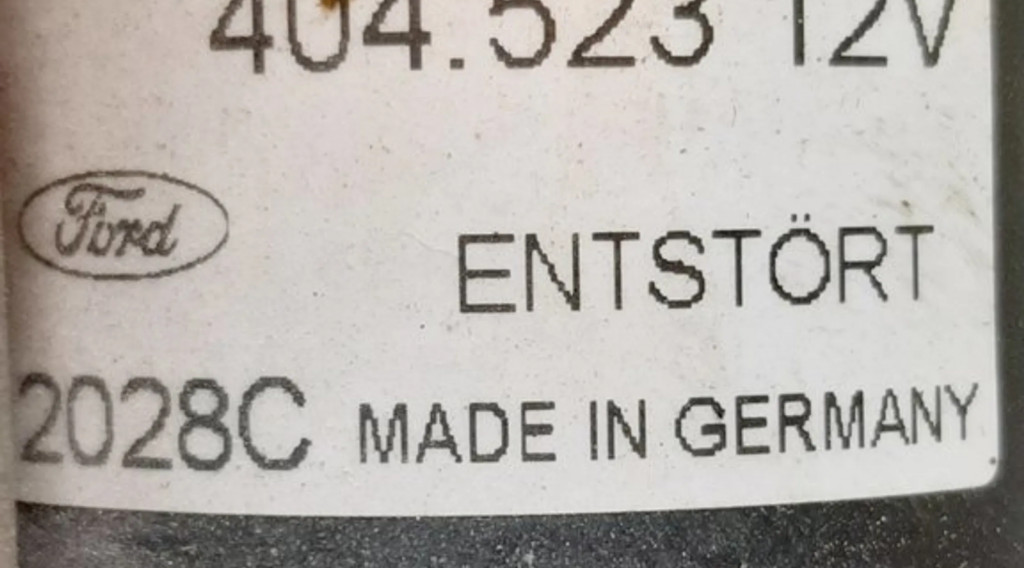 404.523 12V
Ford
ENTSTÖRT
2028C MADE IN GERMANY